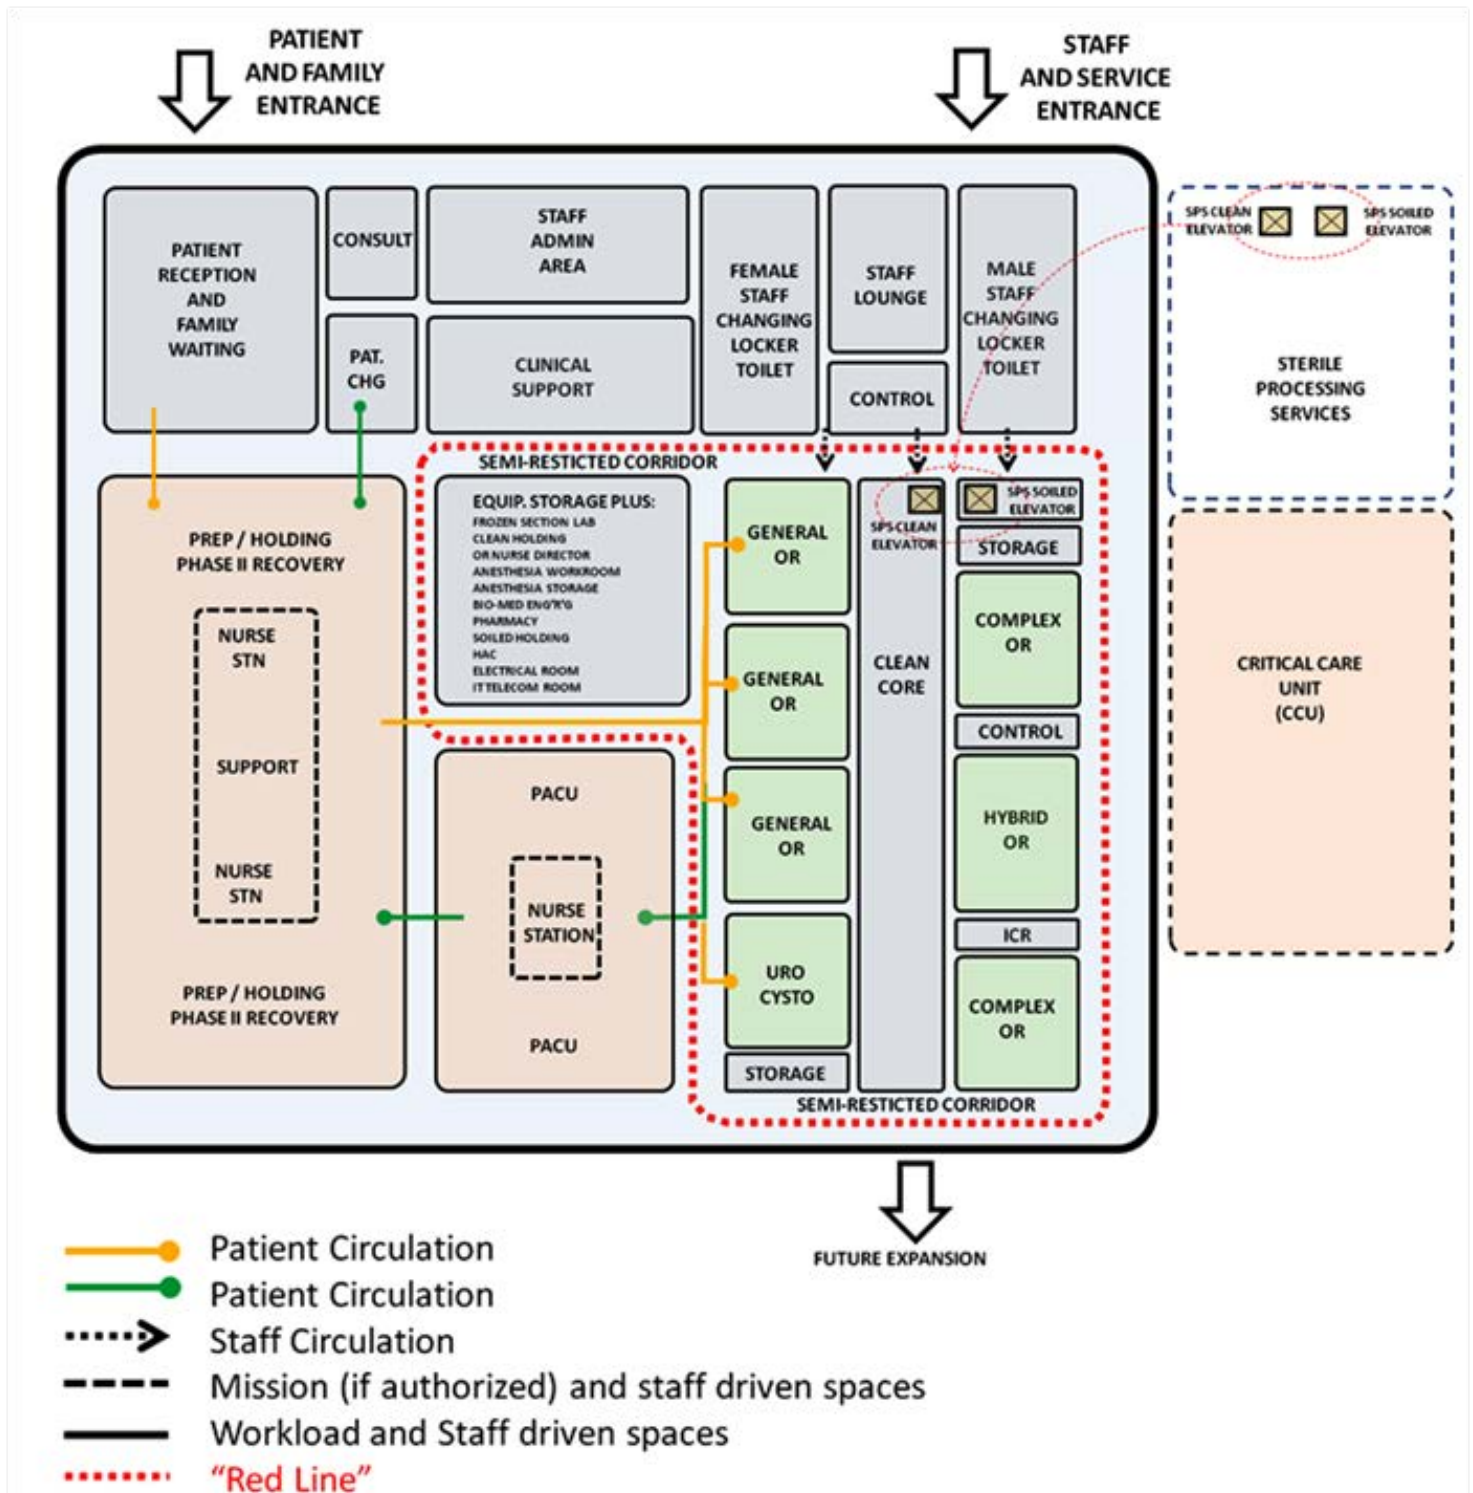 PATIENT
AND FAMILY
ENTRANCE
STAFF
AND SERVICE
ENTRANCE
PATIENT
RECEPTION
AND
FAMILY
WAITING
CONSULT
PAT.
CHG
STAFF
ADMIN
AREA
CLINICAL
SUPPORT
FEMALE
STAFF
CHANGING
LOCKER
TOILET
STAFF
LOUNGE
CONTROL
MALE
STAFF
CHANGING
LOCKER
TOILET
SPS CLEAN
ELEVATOR
SPS SOILED
ELEVATOR
STERILE
PROCESSING
SERVICES
SEMI-RESTICTED CORRIDOR
EQUIP. STORAGE PLUS:
FROZEN SECTION LAB
CLEAN HOLDING
OR NURSE DIRECTOR
ANESTHESIA WORKROOM
ANESTHESIA STORAGE
BIO-MED ENG'R'G
PHARMACY
SOILED HOLDING
HAC
ELECTRICAL ROOM
IT TELECOM ROOM
PREP / HOLDING
PHASE II RECOVERY
NURSE
STN
SUPPORT
NURSE
STN
PREP / HOLDING
PHASE II RECOVERY
PACU
NURSE
STATION
PACU
GENERAL
OR
GENERAL
OR
GENERAL
OR
URO
CYSTO
STORAGE
SPS CLEAN
ELEVATOR
CLEAN
CORE
SPS SOILED
ELEVATOR
STORAGE
COMPLEX
OR
CONTROL
HYBRID
OR
ICR
COMPLEX
OR
SEMI-RESTICTED CORRIDOR
CRITICAL CARE
UNIT
(CCU)
FUTURE EXPANSION
Patient Circulation
Patient Circulation
Staff Circulation
Mission (if authorized) and staff driven spaces
Workload and Staff driven spaces
“Red Line”